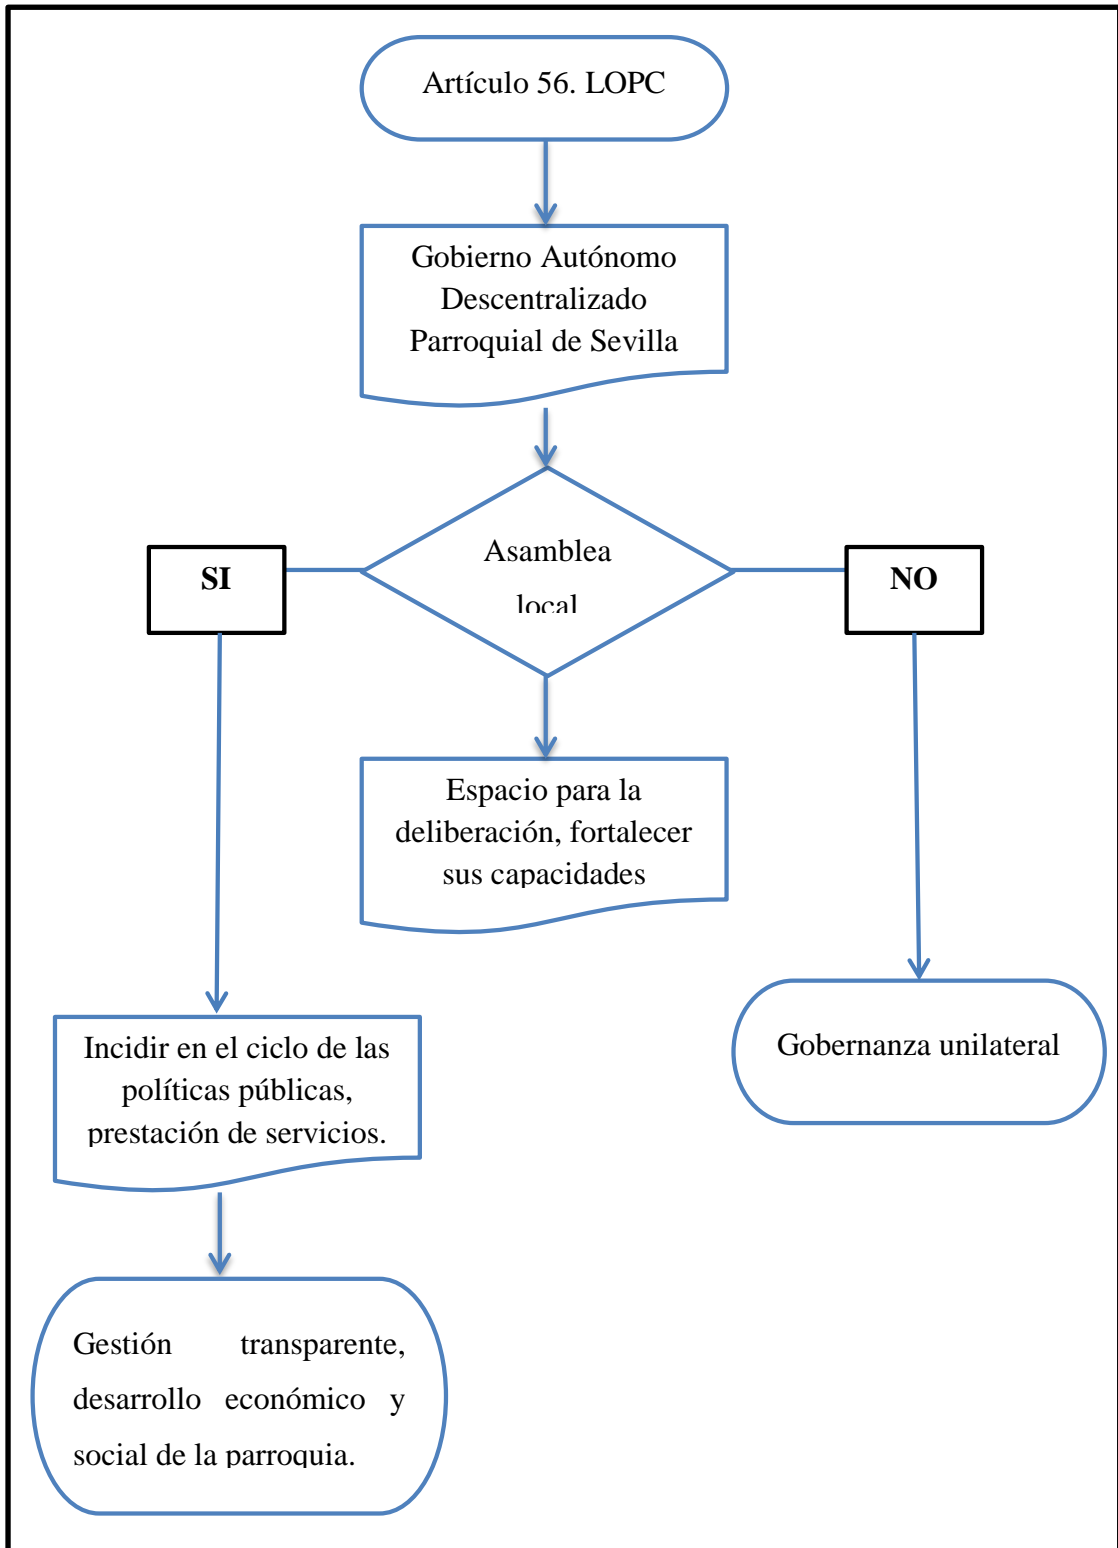 Artículo 56. LOPC
Gobierno Autónomo
Descentralizado
Parroquial de Sevilla
Asamblea
local
SI
NO
Espacio para la
deliberación, fortalecer
sus capacidades
Incidir en el ciclo de las
políticas públicas,
prestación de servicios.
Gobernanza unilateral
Gestión transparente,
desarrollo económico y
social de la parroquia.